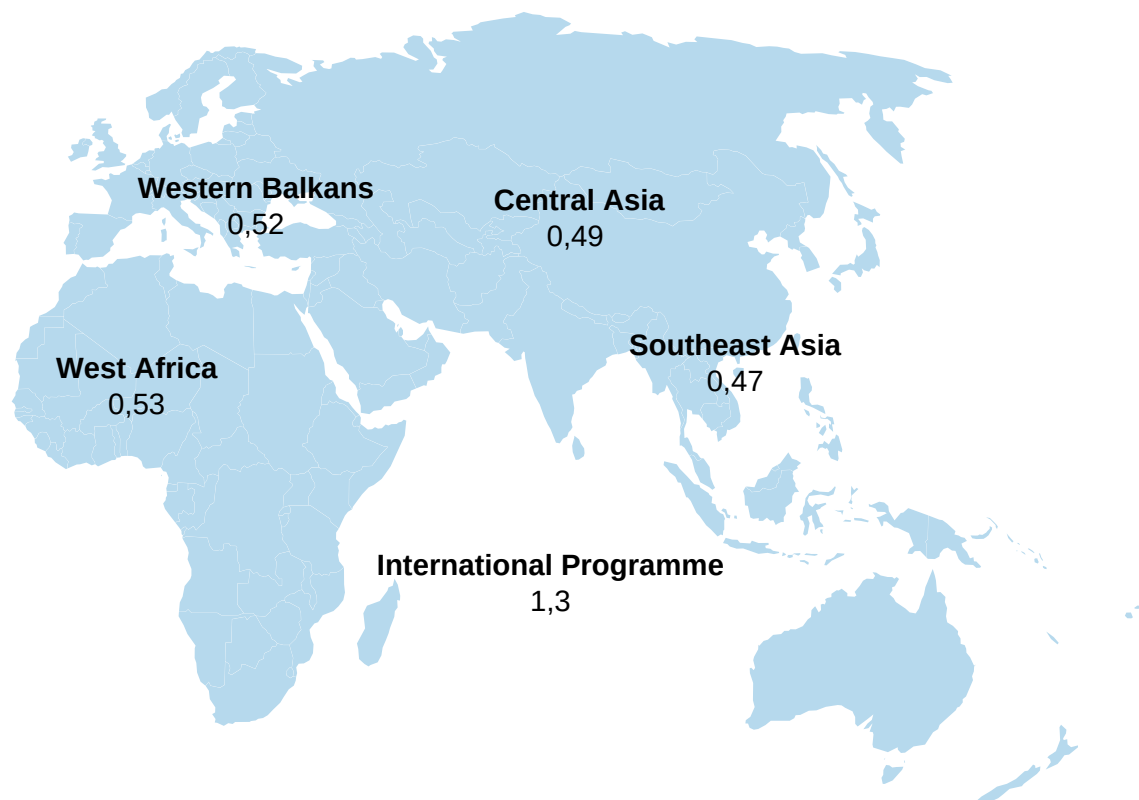 Western Balkans
0,52
Central Asia
0,49
Southeast Asia
0,47
West Africa
0,53
International Programme
1,3